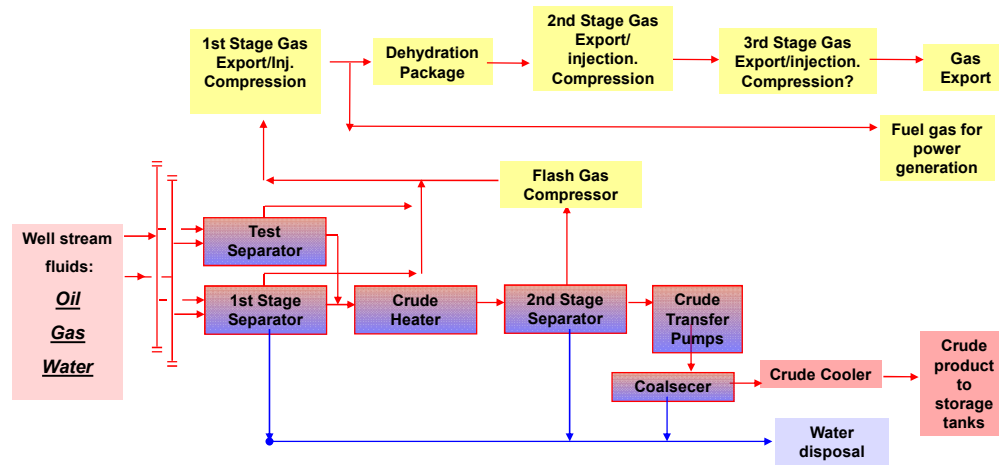 1st Stage Gas
Export/Inj.
Compression
Dehydration
Package
2nd Stage Gas
Export/
injection.
Compression
3rd Stage Gas
Export/injection.
Compression?
Gas
Export
Fuel gas for
power
generation
Flash Gas
Compressor
Well stream
fluids:
Oil
Gas
Water
Test
Separator
1st Stage
Separator
Crude
Heater
2nd Stage
Separator
Crude
Transfer
Pumps
Coalsecer
Crude Cooler
Crude
product
to
storage
tanks
Water
disposal